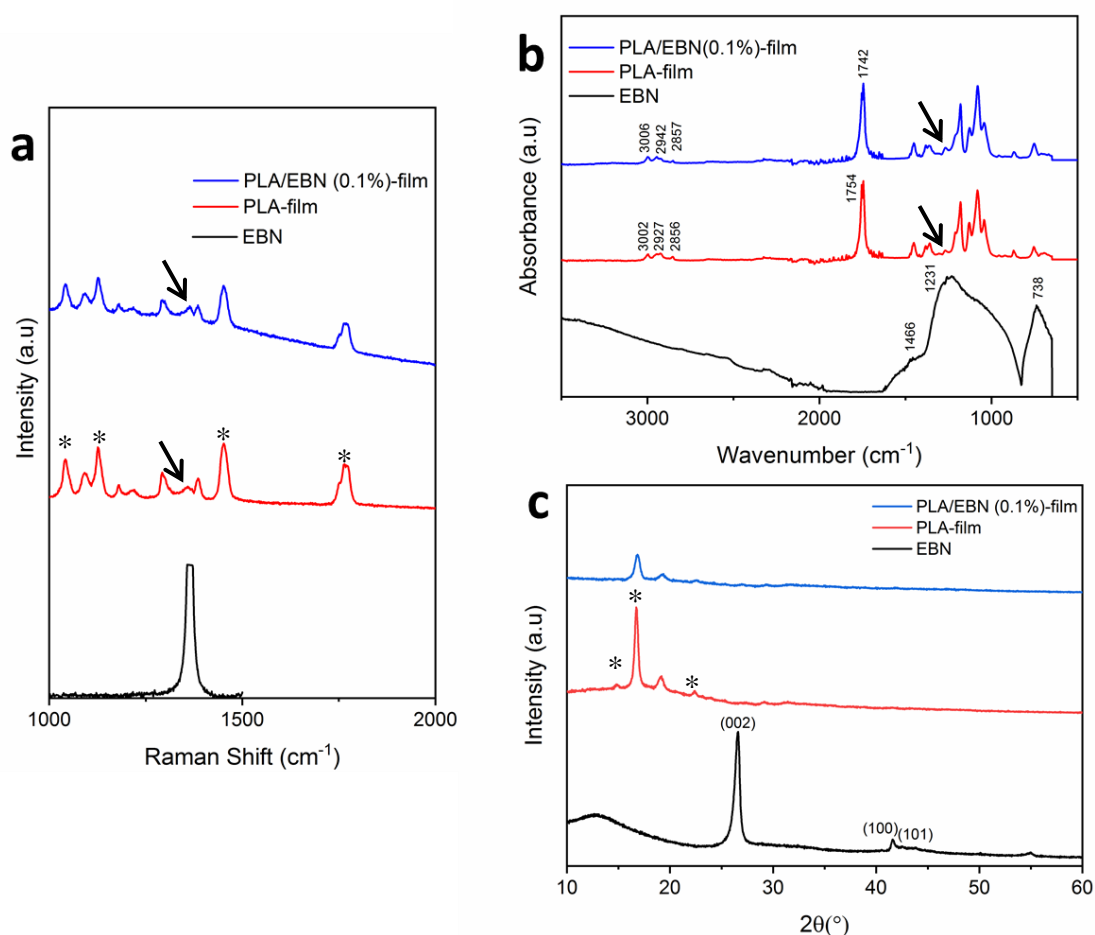 a
PLA/EBN (0.1%)-film
PLA-film
EBN
* * * *
Intensity (a.u)
1000 1500 2000
Raman Shift (cm-1)
b
PLA/EBN(0.1%)-film
PLA-film
EBN
1742
3006 2942 2857
1754
3002 2927 2856
1231
1466
738
Absorbance (a.u)
3000 2000 1000
Wavenumber (cm-1)
c
PLA/EBN (0.1%)-film
PLA-film
EBN
* * *
(002)
(100) (101)
Intensity (a.u)
10 20 30 40 50 60
2θ(°)